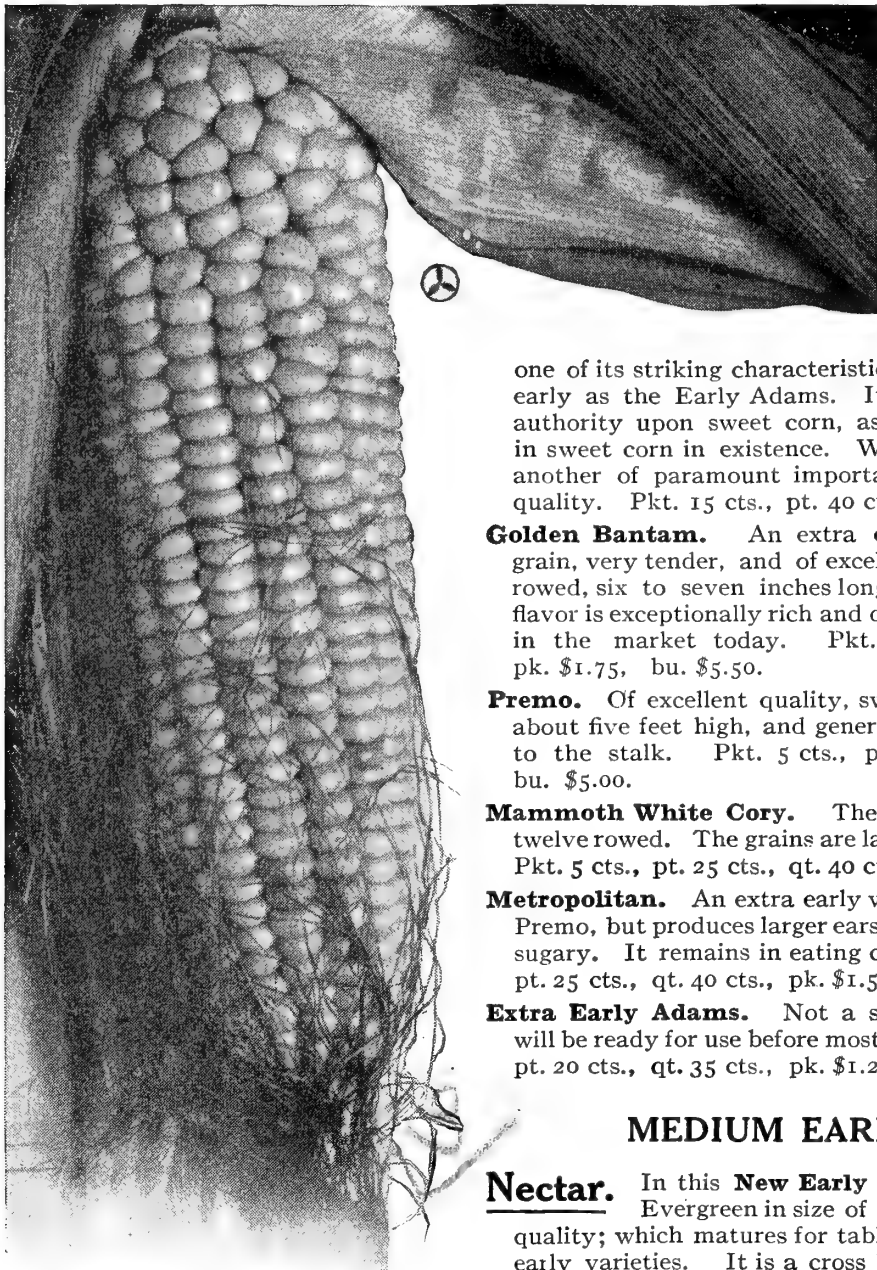 one of its striking characteristic
early as the Early Adams. I
authority upon sweet corn, as
in sweet corn in existence. W
another of paramount importa
quality. Pkt. 15 cts., pt. 40 c
Golden Bantam. An extra
grain, very tender, and of excel
rowed, six to seven inches long
flavor is exceptionally rich and
in the market today. Pkt.
pk. $1.75, bu. $5.50.
Premo. Of excellent quality, sw
about five feet high, and gener
to the stalk. Pkt. 5 cts., p
bu. $5.00.
Mammoth White Cory. The
twelve rowed. The grains are la
Pkt. 5 cts., pt. 25 cts., qt. 40 c
Metropolitan. An extra early v
Premo, but produces larger ears
sugary. It remains in eating c
pt. 25 cts., qt. 40 cts., pk. $1.5
Extra Early Adams. Not a s
will be ready for use before most
pt. 20 cts., qt. 35 cts., pk. $1.2
MEDIUM EAR
Nectar. In this New Early
Evergreen in size of
quality; which matures for tabl
early varieties. It is a cross